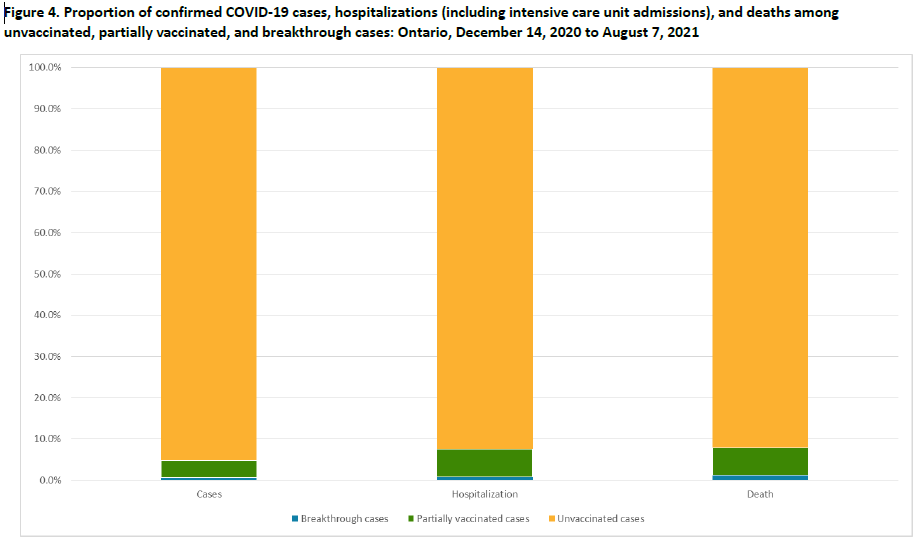 Figure 4. Proportion of confirmed COVID-19 cases, hospitalizations (including intensive care unit admissions), and deaths among
unvaccinated, partially vaccinated, and breakthrough cases: Ontario, December 14, 2020 to August 7, 2021
100.0%
90.0%
80.0%
70.0%
60.0%
50.0%
40.0%
30.0%
20.0%
10.0%
0.0%
Cases Hospitalization Death
Breakthrough cases Partially vaccinated cases Unvaccinated cases